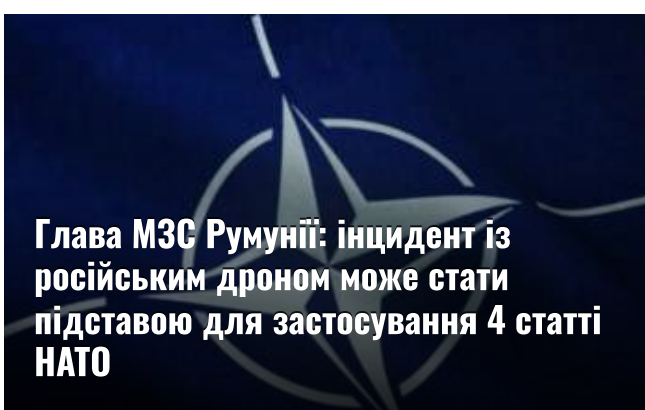 Глава МЗС Румунії: інцидент із
російським дроном може стати
підставою для застосування 4 статті
НАТО